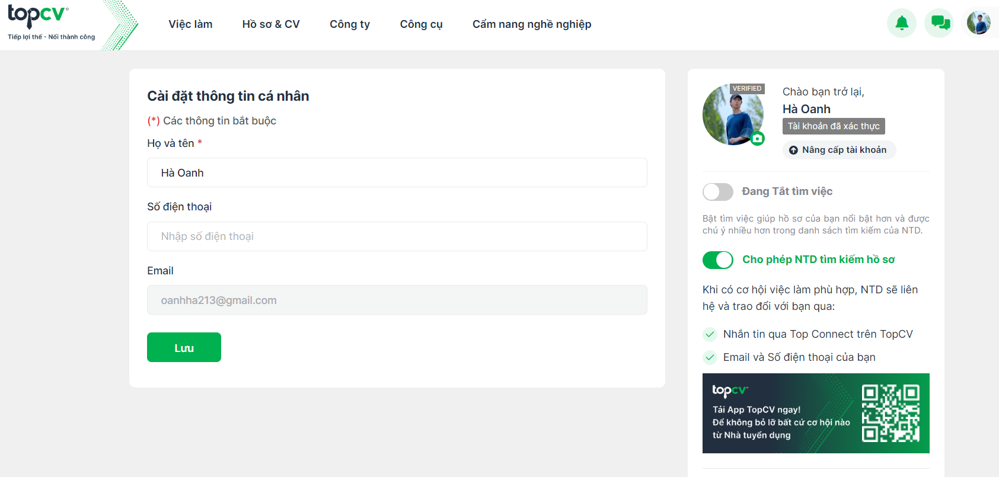 topcv
Tiếp lợi thế - Nối thành công
Việc làm
Hồ sơ & CV
Công ty
Công cụ
Cẩm nang nghề nghiệp
Cài đặt thông tin cá nhân
(*) Các thông tin bắt buộc
Họ và tên *
Hà Oanh
Số điện thoại
Nhập số điện thoại
Email
oanhha213@gmail.com
Lưu
VERIFIED
Chào bạn trở lại,
Hà Oanh
Tài khoản đã xác thực
Nâng cấp tài khoản
Đang Tắt tìm việc
Bật tìm việc giúp hồ sơ của bạn nổi bật hơn và được
chú ý nhiều hơn trong danh sách tìm kiếm của NTD.
Cho phép NTD tìm kiếm hồ sơ
Khi có cơ hội việc làm phù hợp, NTD sẽ liên
hệ và trao đổi với bạn qua:
Nhắn tin qua Top Connect trên TopCV
Email và Số điện thoại của bạn
topcv
Tải App TopCV ngay!
Để không bỏ lỡ bất cứ cơ hội nào
từ Nhà tuyển dụng